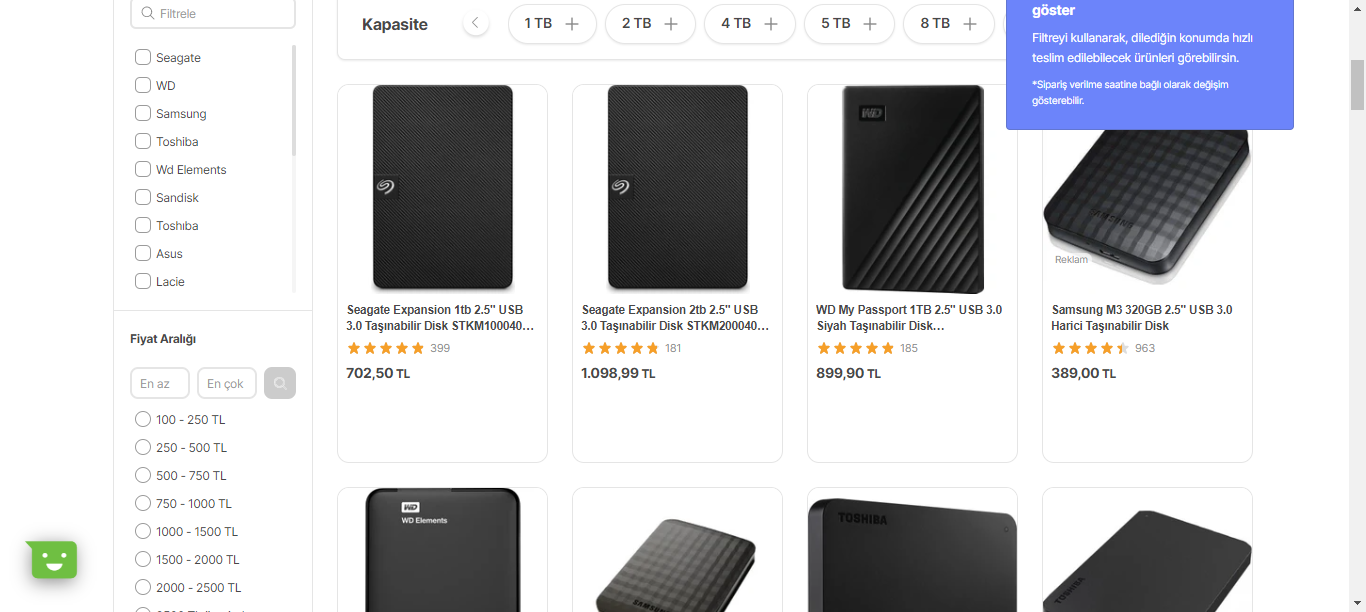 Filtrele
Seagate
WD
Samsung
Toshiba
Wd Elements
Sandisk
Toshıba
Asus
Lacie
Fiyat Aralığı
En az
En çok
100 - 250 TL
250 - 500 TL
500 - 750 TL
750 - 1000 TL
1000 - 1500 TL
1500 - 2000 TL
2000 - 2500 TL
Kapasite
1 TB
2 TB
4 TB
5 TB
8 TB
göster
Filtreyi kullanarak, dilediğin konumda hızlı
teslim edilebilecek ürünleri görebilirsin.
*Sipariş verilme saatine bağlı olarak değişim
gösterebilir.
Seagate Expansion 1tb 2.5" USB
3.0 Taşınabilir Disk STKM100040...
399
702,50 TL
Seagate Expansion 2tb 2.5" USB
3.0 Taşınabilir Disk STKM200040...
181
1.098,99 TL
WD
WD My Passport 1TB 2.5" USB 3.0
Siyah Taşınabilir Disk...
185
899,90 TL
SAMSUNG
Reklam
Samsung M3 320GB 2.5" USB 3.0
Harici Taşınabilir Disk
963
389,00 TL
WD
WD Elements
SAMSUNG
TOSHIBA
TOSHIBA